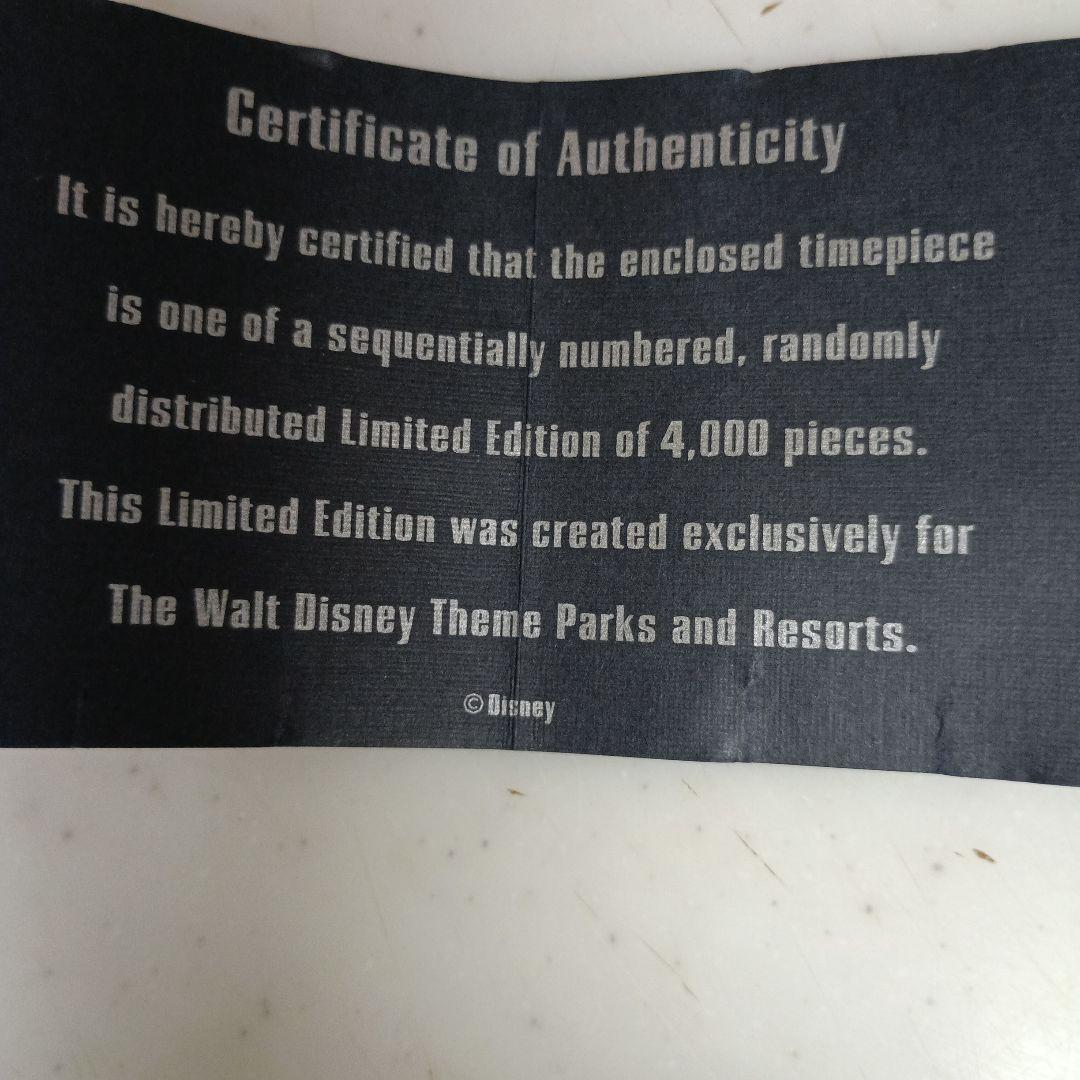 Certificate of Authenticity
It is hereby certified that the enclosed timepiece
is one of a sequentially numbered, randomly
distributed Limited Edition of 4,000 pieces.
This Limited Edition was created exclusively for
The Walt Disney Theme Parks and Resorts.
© Disney